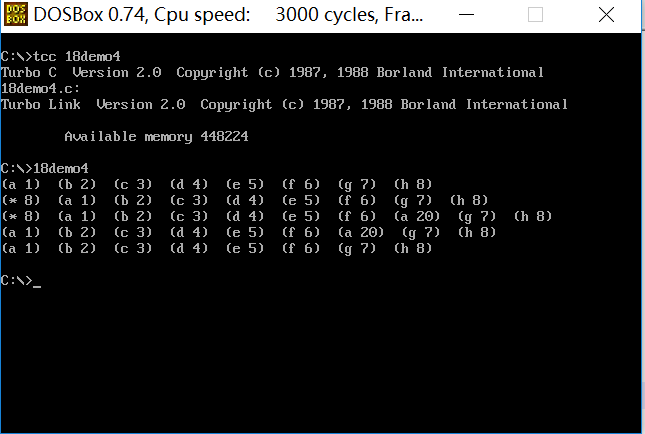 DOSBox 0.74, Cpu speed: 3000 cycles, Fra...
C:\>tcc 18demo4
Turbo C Version 2.0 Copyright (c) 1987, 1988 Borland International
18demo4.c:
Turbo Link Version 2.0 Copyright (c) 1987, 1988 Borland International
Available memory 448224
C:\>18demo4
(a 1) (b 2) (c 3) (d 4) (e 5) (f 6) (g 7) (h 8)
(* 8) (a 1) (b 2) (c 3) (d 4) (e 5) (f 6) (g 7) (h 8)
(* 8) (a 1) (b 2) (c 3) (d 4) (e 5) (f 6) (a 20) (g 7) (h 8)
(a 1) (b 2) (c 3) (d 4) (e 5) (f 6) (a 20) (g 7) (h 8)
(a 1) (b 2) (c 3) (d 4) (e 5) (f 6) (g 7) (h 8)
C:\>_